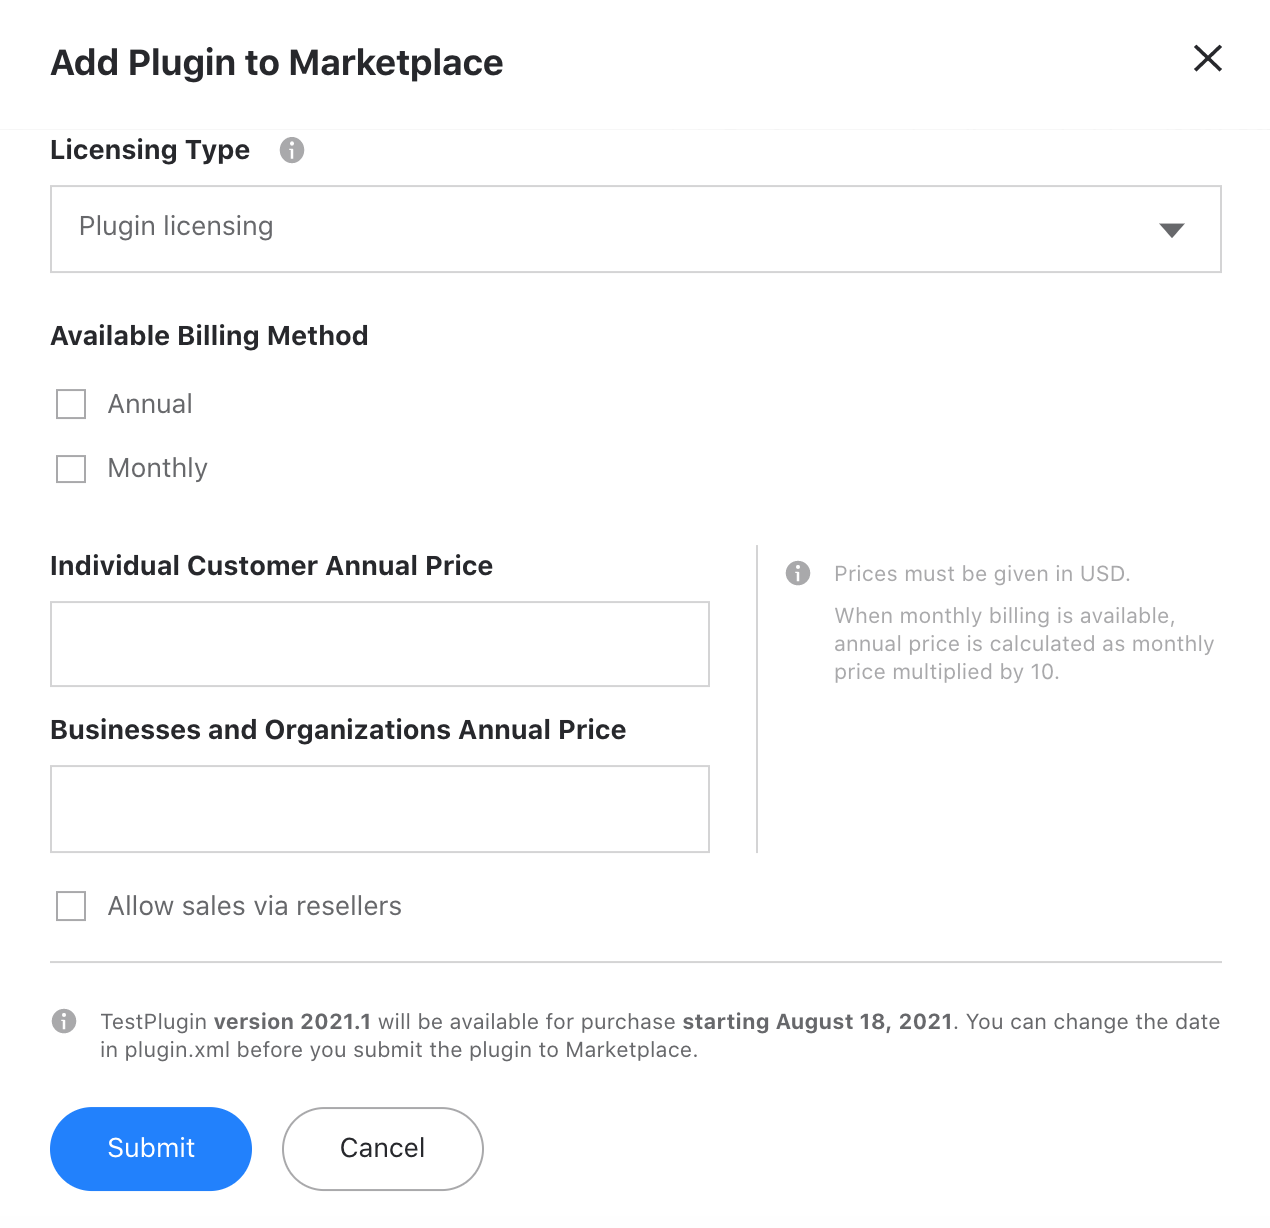 Add Plugin to Marketplace
Licensing Type
Plugin licensing
Available Billing Method
Annual
Monthly
Individual Customer Annual Price
Prices must be given in USD.
When monthly billing is available,
annual price is calculated as monthly
price multiplied by 10.
Businesses and Organizations Annual Price
Allow sales via resellers
TestPlugin version 2021.1 will be available for purchase starting August 18, 2021. You can change the date
in plugin.xml before you submit the plugin to Marketplace.
Submit
Cancel